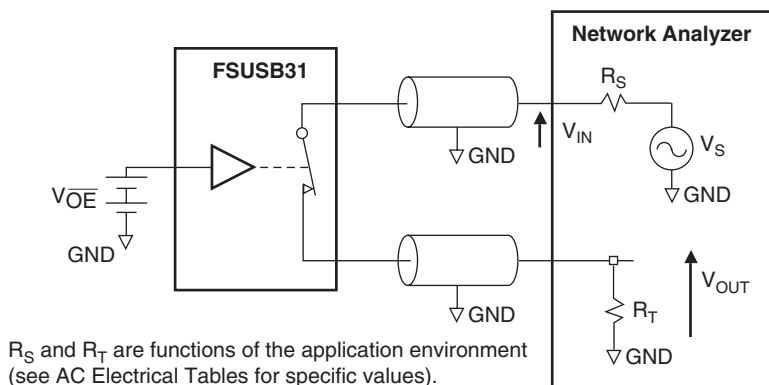 Network Analyzer
FSUSB31
R_S
V_IN
V_S
GND
GND
V_OE̅
GND
GND
V_OUT
R_T
GND
R_S and R_T are functions of the application environment
(see AC Electrical Tables for specific values).